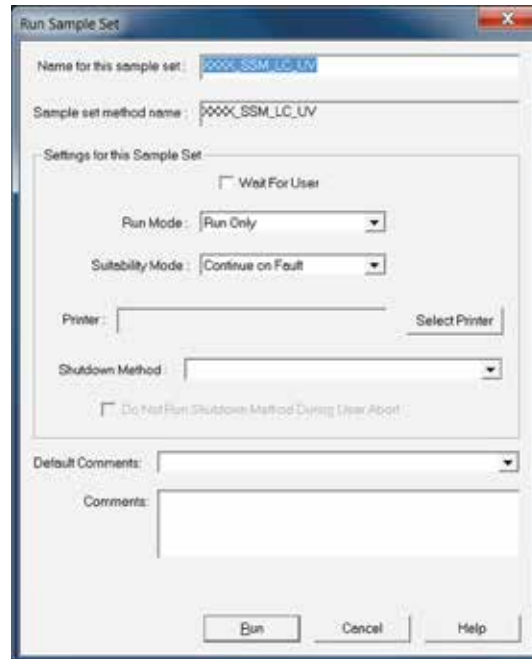 Run Sample Set
Name for this sample set : XXXX_SSM_LC_UV
Sample set method name : XXXX_SSM_LC_UV
Settings for this Sample Set
Wait For User
Run Mode : Run Only
Suitability Mode : Continue on Fault
Printer : Select Printer
Shutdown Method
Do Not Run Shutdown Method During User Abort
Default Comments:
Comments:
Run Cancel Help